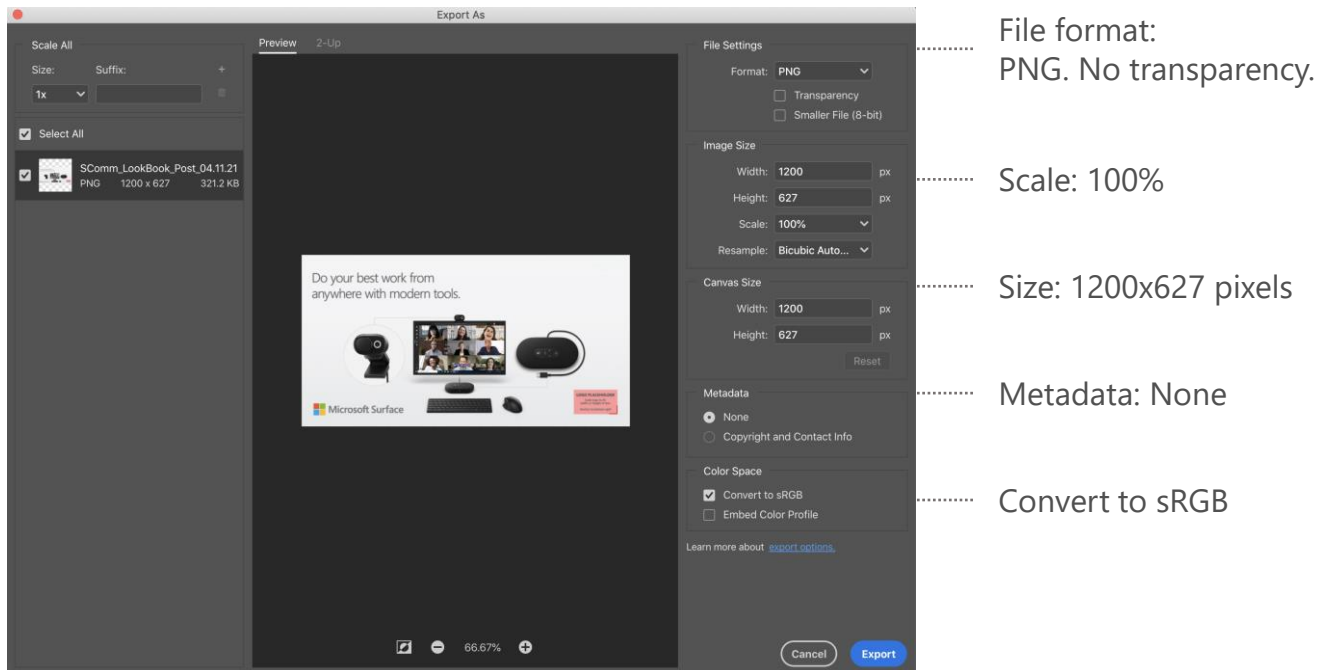 Export As
Scale All
Size: Suffix: +
1x
Select All
SComm_LookBook_Post_04.11.21
PNG 1200 x 627 321.2 KB
Preview 2-Up
Do your best work from
anywhere with modern tools.
Microsoft Surface
66.67%
File Settings
Format: PNG
Transparency
Smaller File (8-bit)
Image Size
Width: 1200 px
Height: 627 px
Scale: 100%
Resample: Bicubic Auto...
Canvas Size
Width: 1200 px
Height: 627 px
Reset
Metadata
None
Copyright and Contact Info
Color Space
Convert to sRGB
Embed Color Profile
Learn more about export options.
Cancel Export
File format:
PNG. No transparency.
Scale: 100%
Size: 1200x627 pixels
Metadata: None
Convert to sRGB